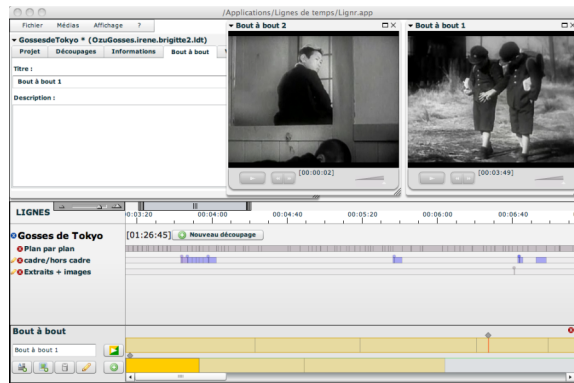 /Applications/Lignes de temps/Lignr.app
Fichier Médias Affichage ?
GossesdeTokyo * (OzuGosses.irene.brigitte2.ldt)
Projet Découpages Informations Bout à bout
Titre :
Bout à bout 1
Description :
Bout à bout 2
[00:00:02]
Bout à bout 1
[00:03:49]
LIGNES
0:03:20 00:04:00 00:04:40 00:05:20 00:06:00 00:06:40
Gosses de Tokyo [01:26:45] Nouveau découpage
Plan par plan
cadre/hors cadre
Extraits + images
Bout à bout
Bout à bout 1